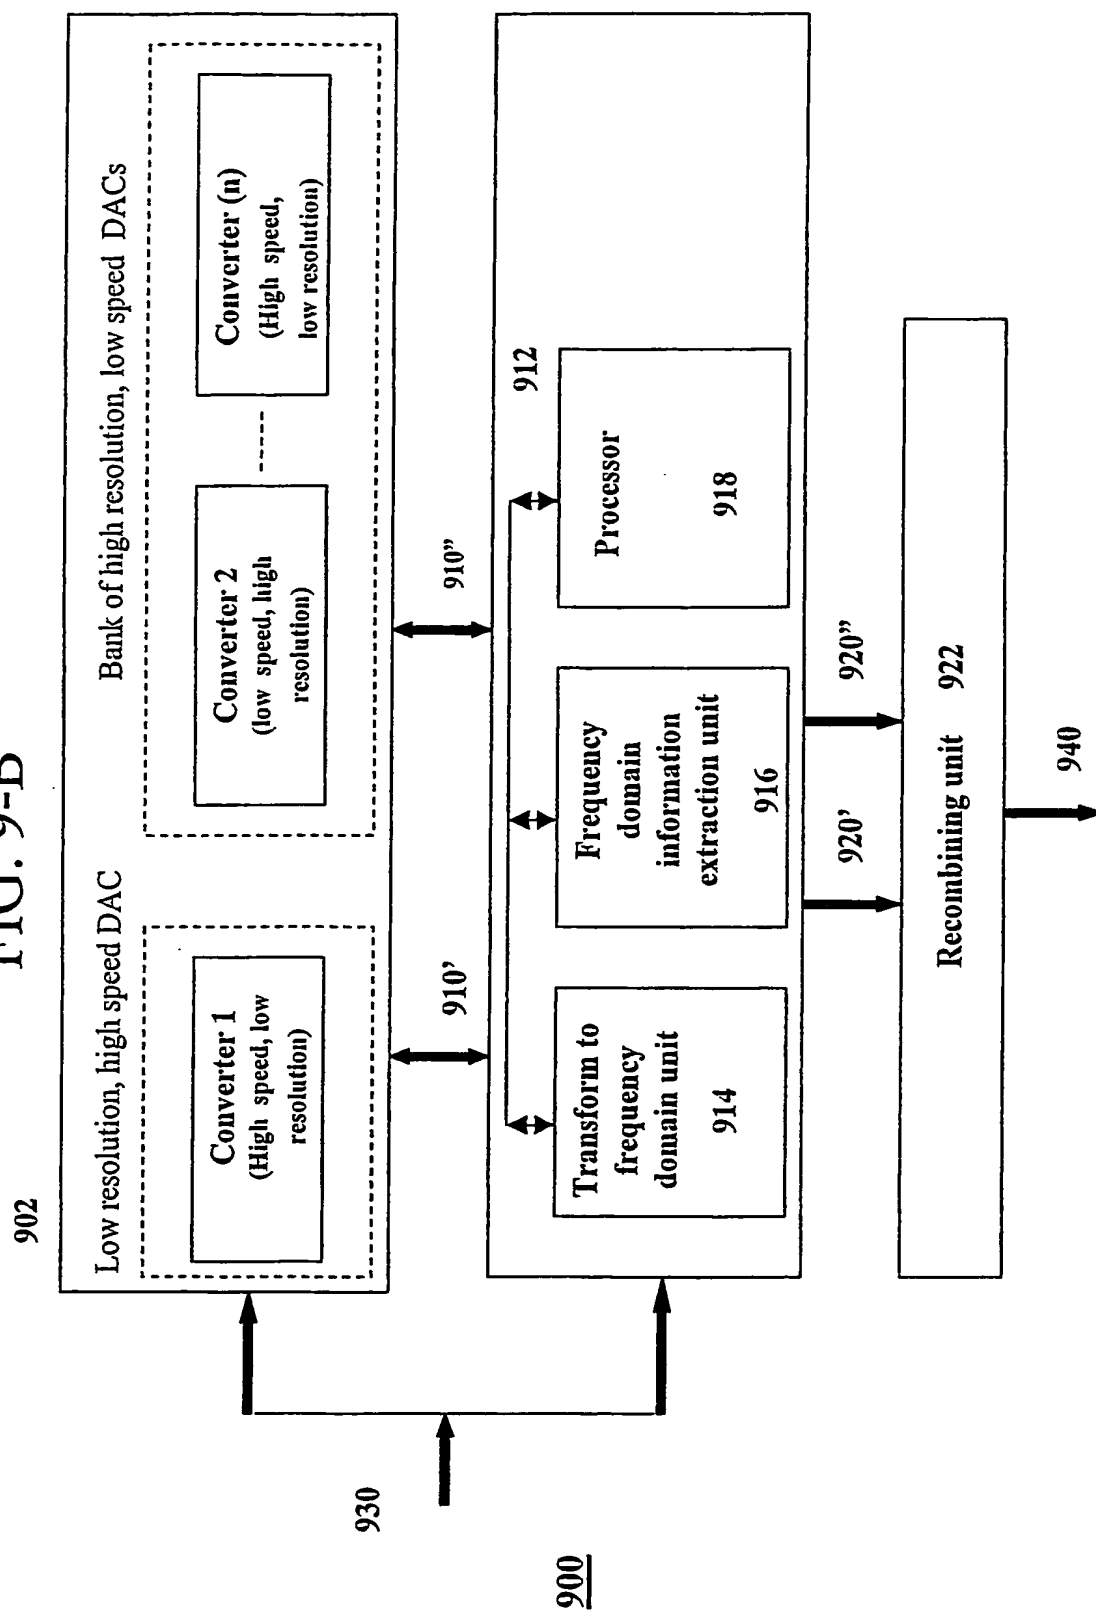 FIG. 9-B
902
Low resolution, high speed DAC
Bank of high resolution, low speed DACs
Converter 1
(High speed, low
resolution)
Converter 2
(low speed, high
resolution)
Converter (n)
(High speed,
low resolution)
930
910’
910”
912
Transform to
frequency
domain unit
914
Frequency
domain
information
extraction unit
916
Processor
918
920’
920”
Recombining unit 922
940
900